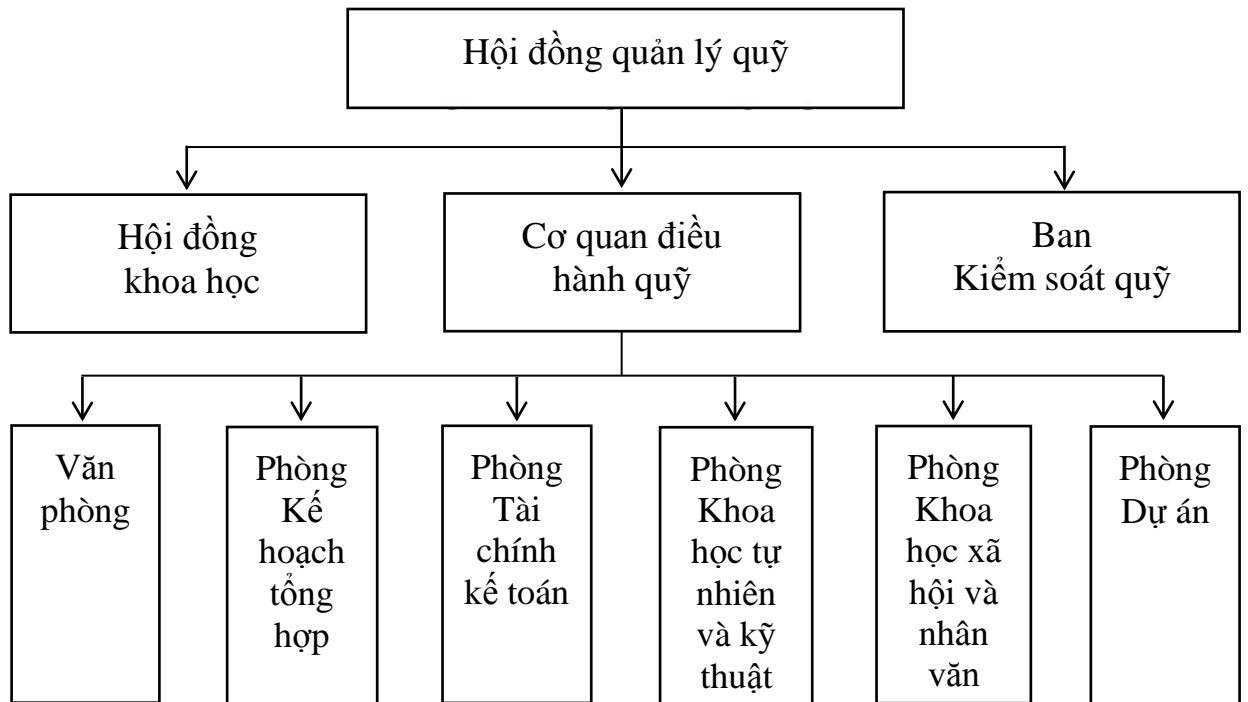 Hội đồng quản lý quỹ
Hội đồng
khoa học
Cơ quan điều
hành quỹ
Ban
Kiểm soát quỹ
Văn
phòng
Phòng
Kế
hoạch
tổng
hợp
Phòng
Tài
chính
kế toán
Phòng
Khoa
học tự
nhiên
và kỹ
thuật
Phòng
Khoa
học xã
hội và
nhân
văn
Phòng
Dự án